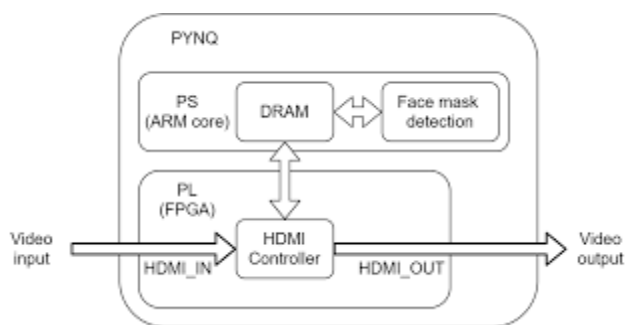 PYNQ
PS
(ARM core)
DRAM
Face mask
detection
PL
(FPGA)
Video
input
HDMI_IN
HDMI
Controller
HDMI_OUT
Video
output